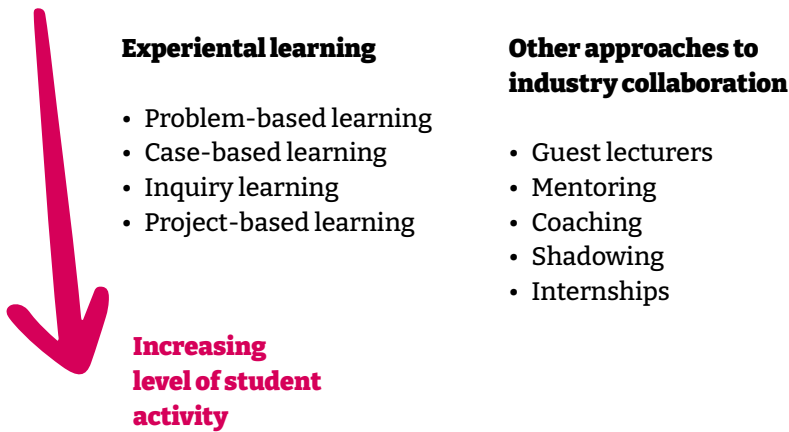 Experiental learning
• Problem-based learning
• Case-based learning
• Inquiry learning
• Project-based learning
Other approaches to
industry collaboration
• Guest lecturers
• Mentoring
• Coaching
• Shadowing
• Internships
Increasing
level of student
activity